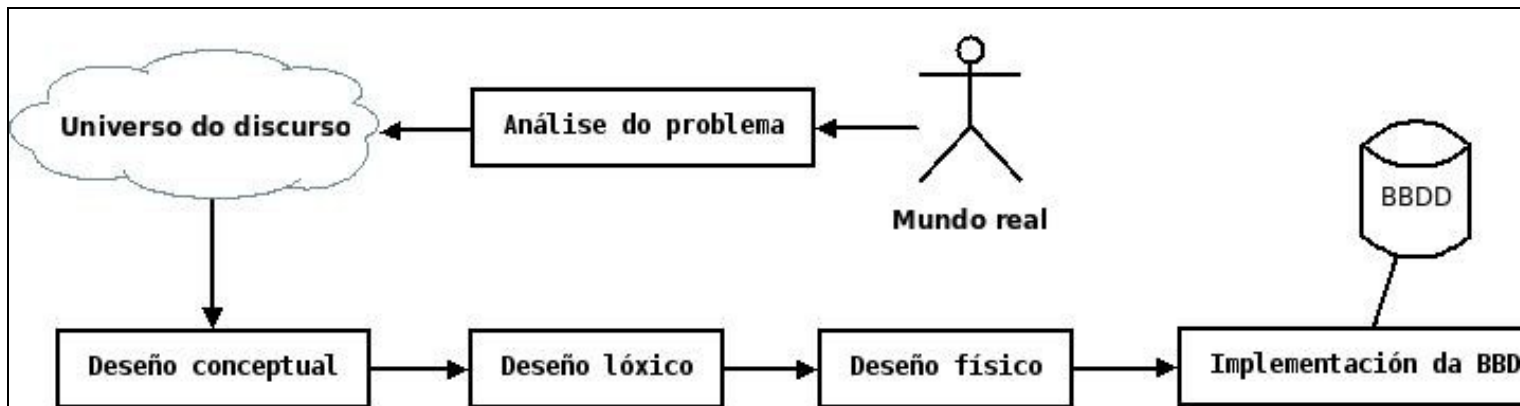 Universo do discurso
Análise do problema
Mundo real
BBDD
Deseño conceptual
Deseño lóxico
Deseño físico
Implementación da BBD